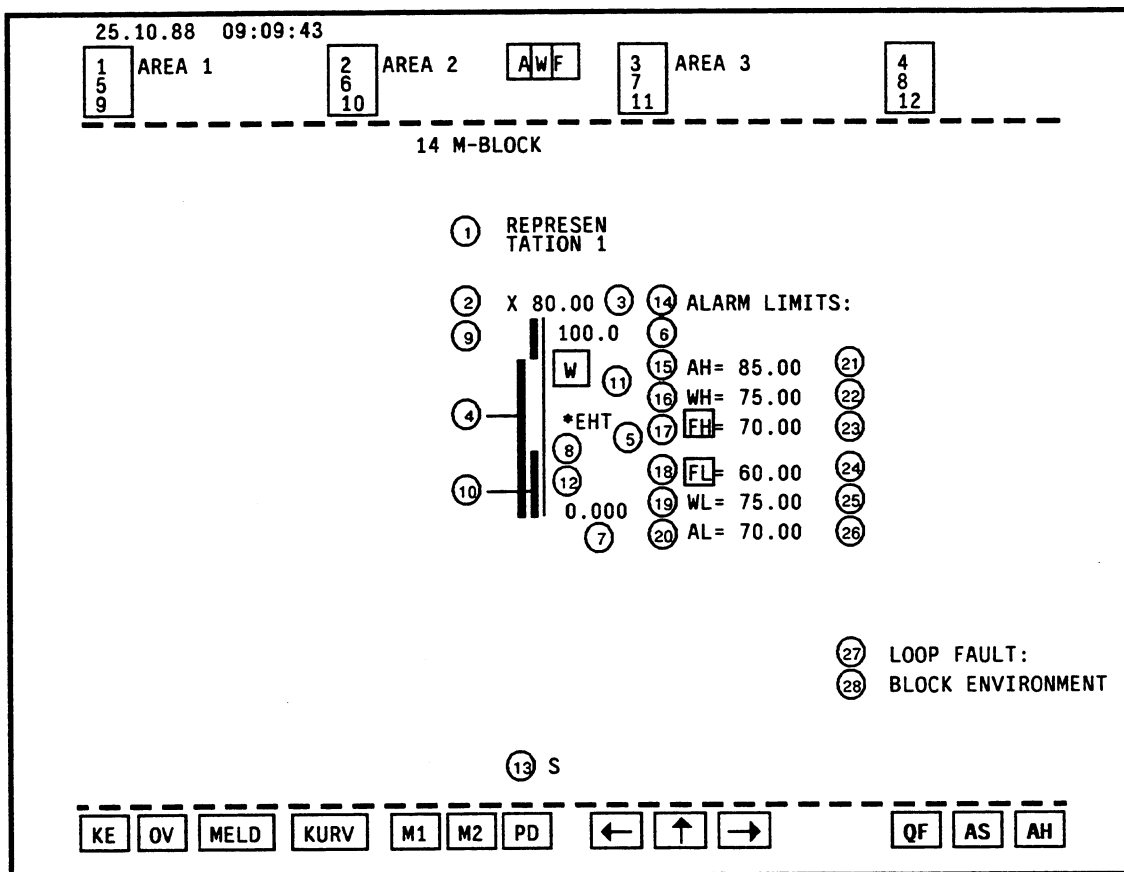 25.10.88 09:09:43
1 AREA 1 2 AREA 2 A W F 3 AREA 3 4
5 6 7 8
9 10 11 12
14 M-BLOCK
1 REPRESEN
TATION 1
2 X 80.00 3 14 ALARM LIMITS:
9 100.0 6
W 11 15 AH= 85.00 21
16 WH= 75.00 22
4 *EHT 5 17 FH= 70.00 23
8
18 FL= 60.00 24
10 12 19 WL= 75.00 25
0.000
7 20 AL= 70.00 26
27 LOOP FAULT:
28 BLOCK ENVIRONMENT
13 S
KE OV MELD KURV M1 M2 PD ← ↑ → QF AS AH